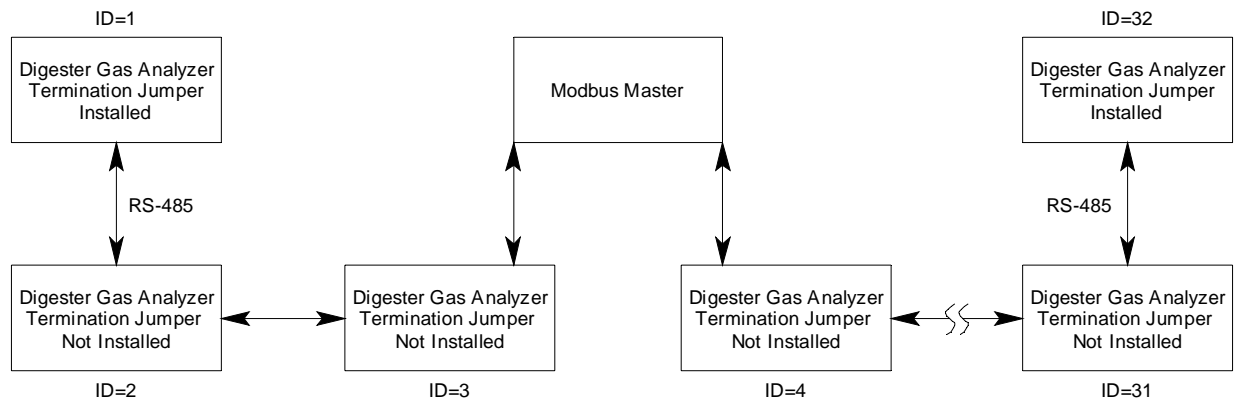 ID=1
ID=32
Digester Gas Analyzer
Termination Jumper
Installed
Modbus Master
Digester Gas Analyzer
Termination Jumper
Installed
RS-485
RS-485
Digester Gas Analyzer
Termination Jumper
Not Installed
Digester Gas Analyzer
Termination Jumper
Not Installed
Digester Gas Analyzer
Termination Jumper
Not Installed
Digester Gas Analyzer
Termination Jumper
Not Installed
ID=2
ID=3
ID=4
ID=31